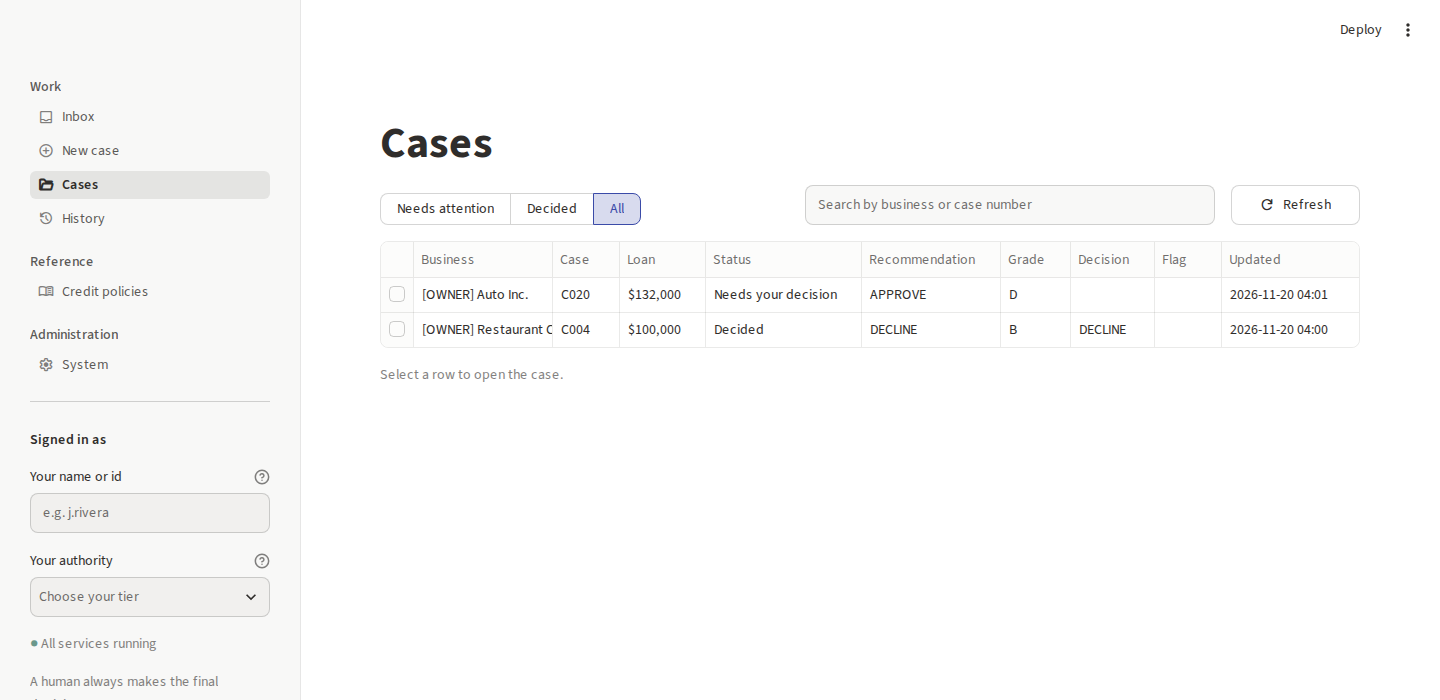 Deploy
Work
Inbox
New case
Cases
History
Reference
Credit policies
Administration
System
Signed in as
Your name or id
e.g. j.rivera
Your authority
Choose your tier
All services running
A human always makes the final
Cases
Needs attention Decided All
Search by business or case number
Refresh
Business Case Loan Status Recommendation Grade Decision Flag Updated
[OWNER] Auto Inc. C020 $132,000 Needs your decision APPROVE D 2026-11-20 04:01
[OWNER] Restaurant C004 $100,000 Decided DECLINE B DECLINE 2026-11-20 04:00
Select a row to open the case.